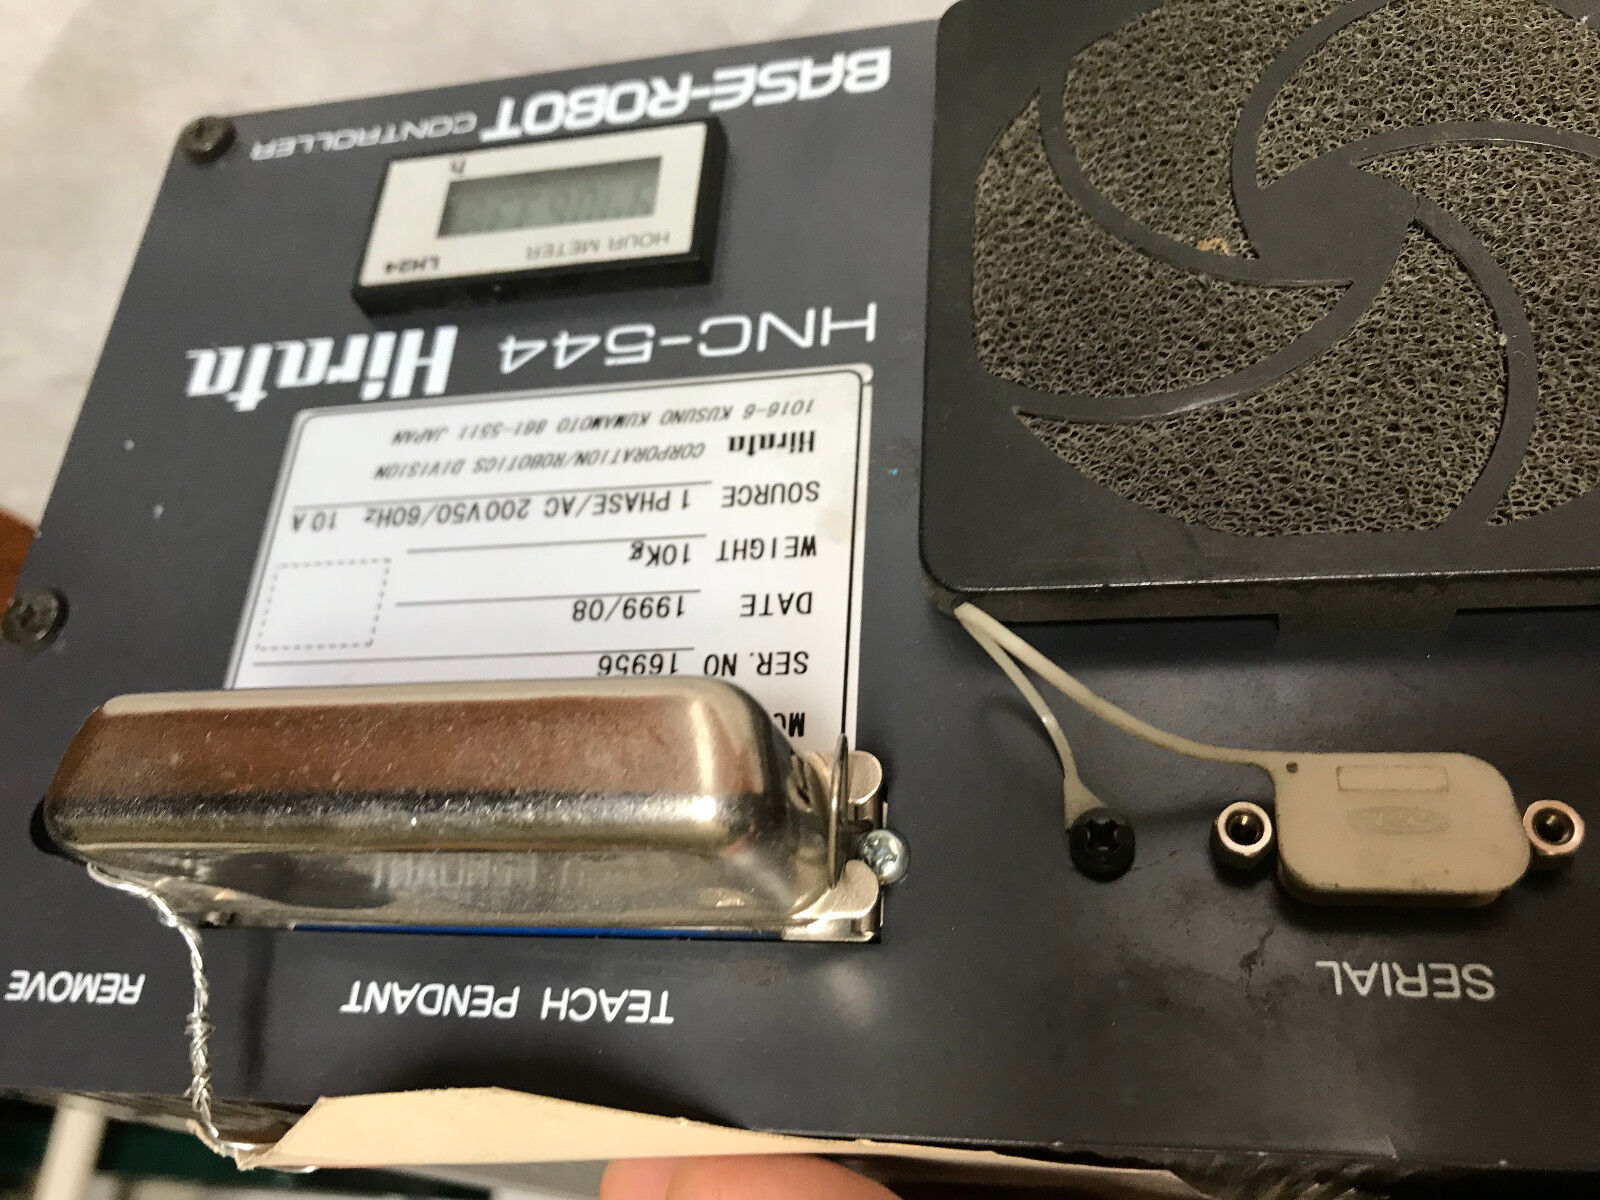 BASE-ROBOT CONTROLLER
h
HOUR METER
LH24
HNC-544 Hirata
1016-6 KUSUNO KUMAMOTO 861-5511 JAPAN
Hirata CORPORATION/ROBOTICS DIVISION
SOURCE 1 PHASE/AC 200V50/60Hz 10A
WEIGHT 10Kg
DATE 1999/08
SER. NO 16956
SERIAL
TEACH PENDANT
REMOVE